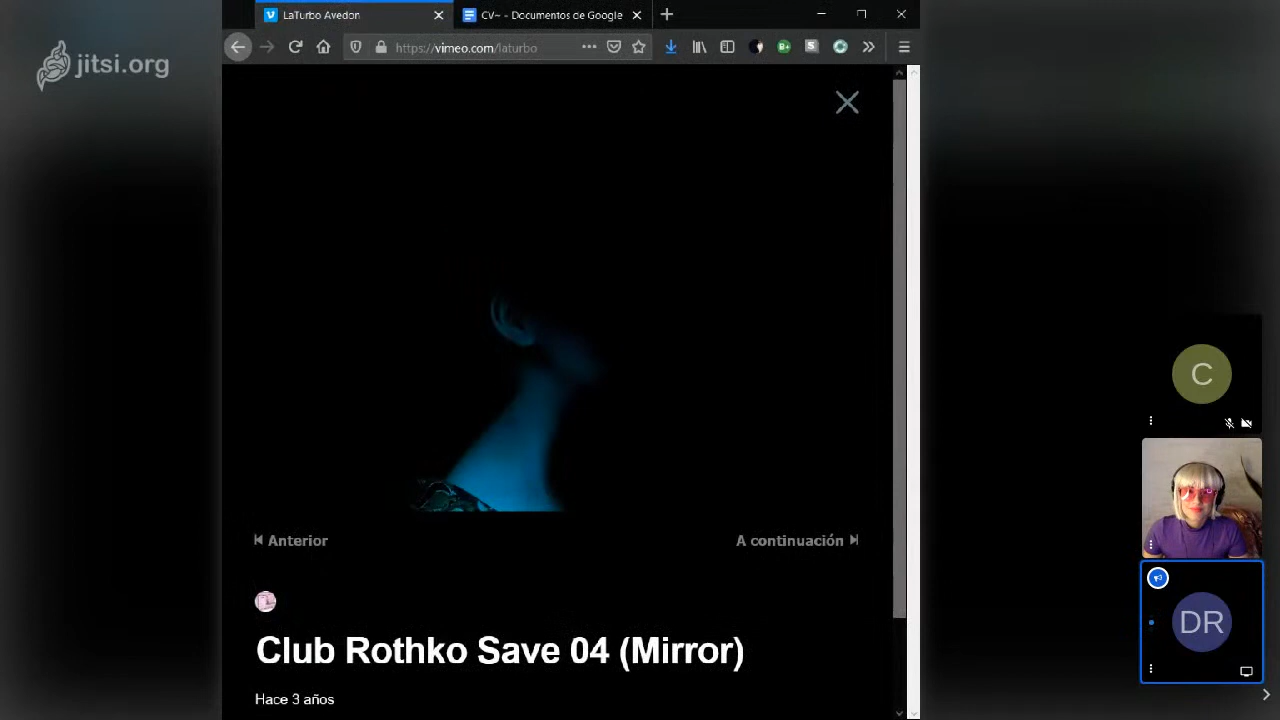 jitsi.org
LaTurbo Avedon
CV~ - Documentos de Google
https://vimeo.com/laturbo
S
Anterior
A continuación
Club Rothko Save 04 (Mirror)
Hace 3 años
C
DR